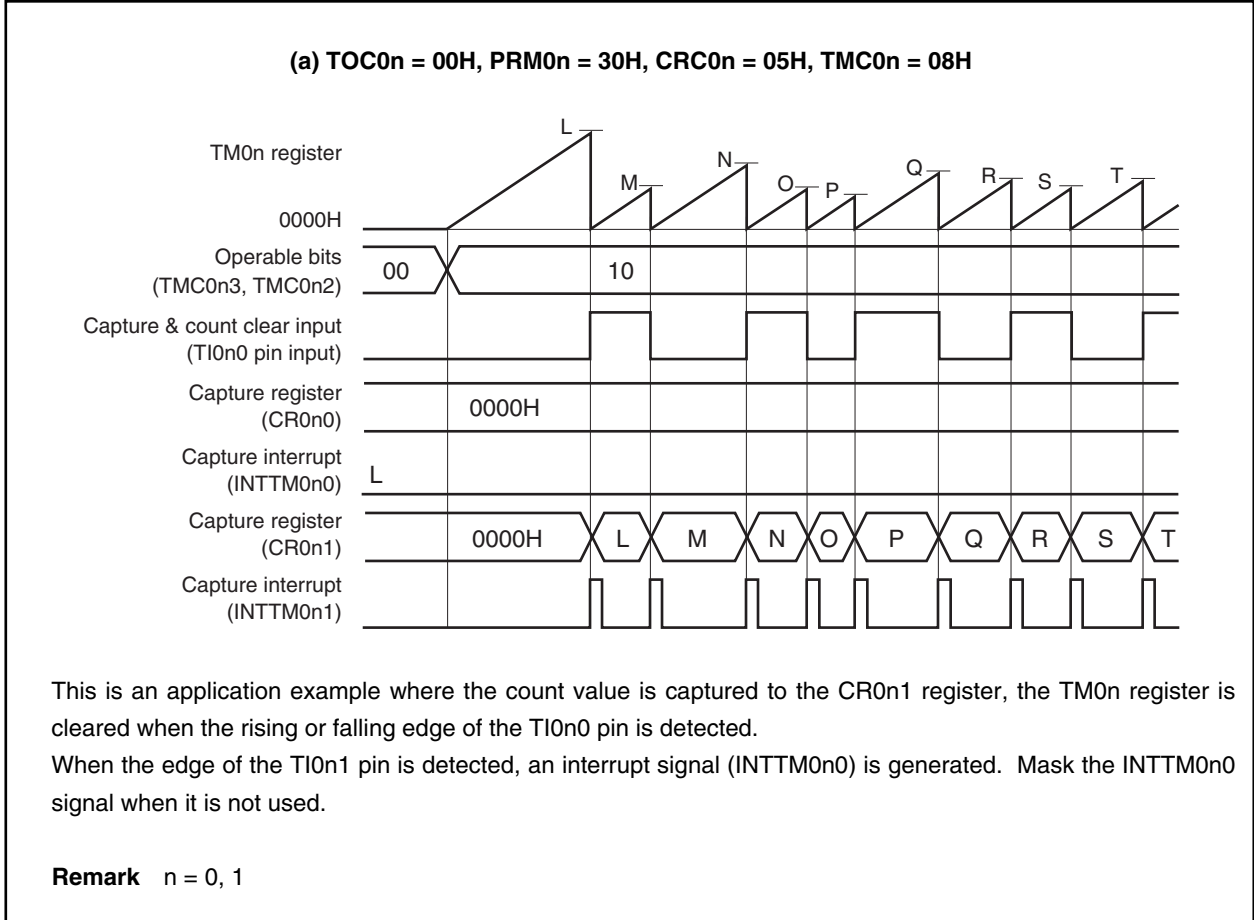 (a) TOC0n = 00H, PRM0n = 30H, CRC0n = 05H, TMC0n = 08H
TM0n register
L
M
N
O
P
Q
R
S
T
0000H
Operable bits
(TMC0n3, TMC0n2)
00
10
Capture & count clear input
(TI0n0 pin input)
Capture register
(CR0n0)
0000H
Capture interrupt
(INTTM0n0)
L
Capture register
(CR0n1)
0000H
L
M
N
O
P
Q
R
S
T
Capture interrupt
(INTTM0n1)
This is an application example where the count value is captured to the CR0n1 register, the TM0n register is
cleared when the rising or falling edge of the TI0n0 pin is detected.
When the edge of the TI0n1 pin is detected, an interrupt signal (INTTM0n0) is generated. Mask the INTTM0n0
signal when it is not used.
Remark n = 0, 1